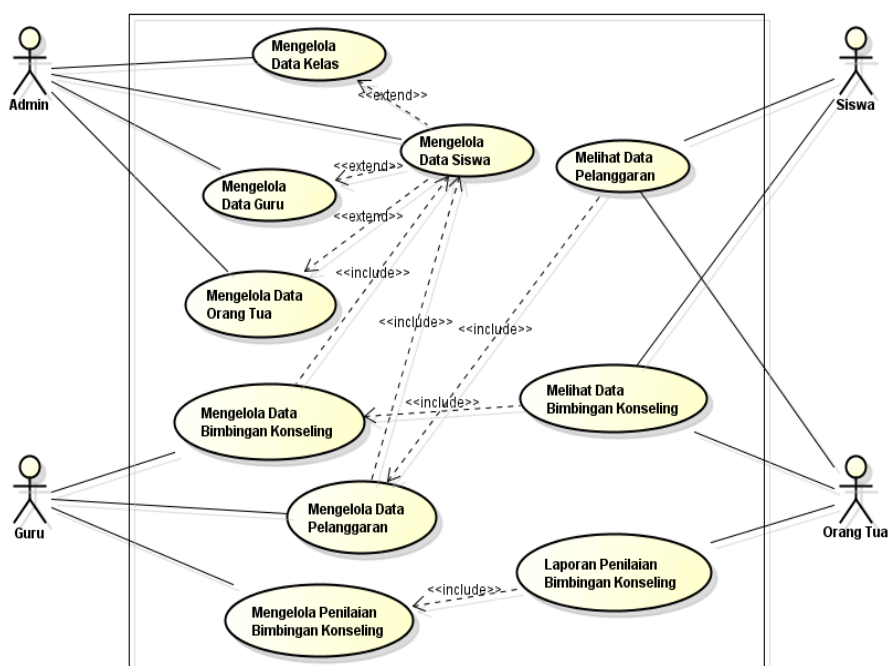 Mengelola
Data Kelas
Admin
Siswa
<<extend>>
Mengelola
Data Siswa
Melihat Data
Pelanggaran
<<extend>>
Mengelola
Data Guru
<<extend>>
<<include>>
Mengelola Data
Orang Tua
<<include>>
<<include>>
Melihat Data
Bimbingan Konseling
<<include>>
Mengelola Data
Bimbingan Konseling
Mengelola Data
Pelanggaran
Guru
Orang Tua
Laporan Penilaian
Bimbingan Konseling
<<include>>
Mengelola Penilaian
Bimbingan Konseling